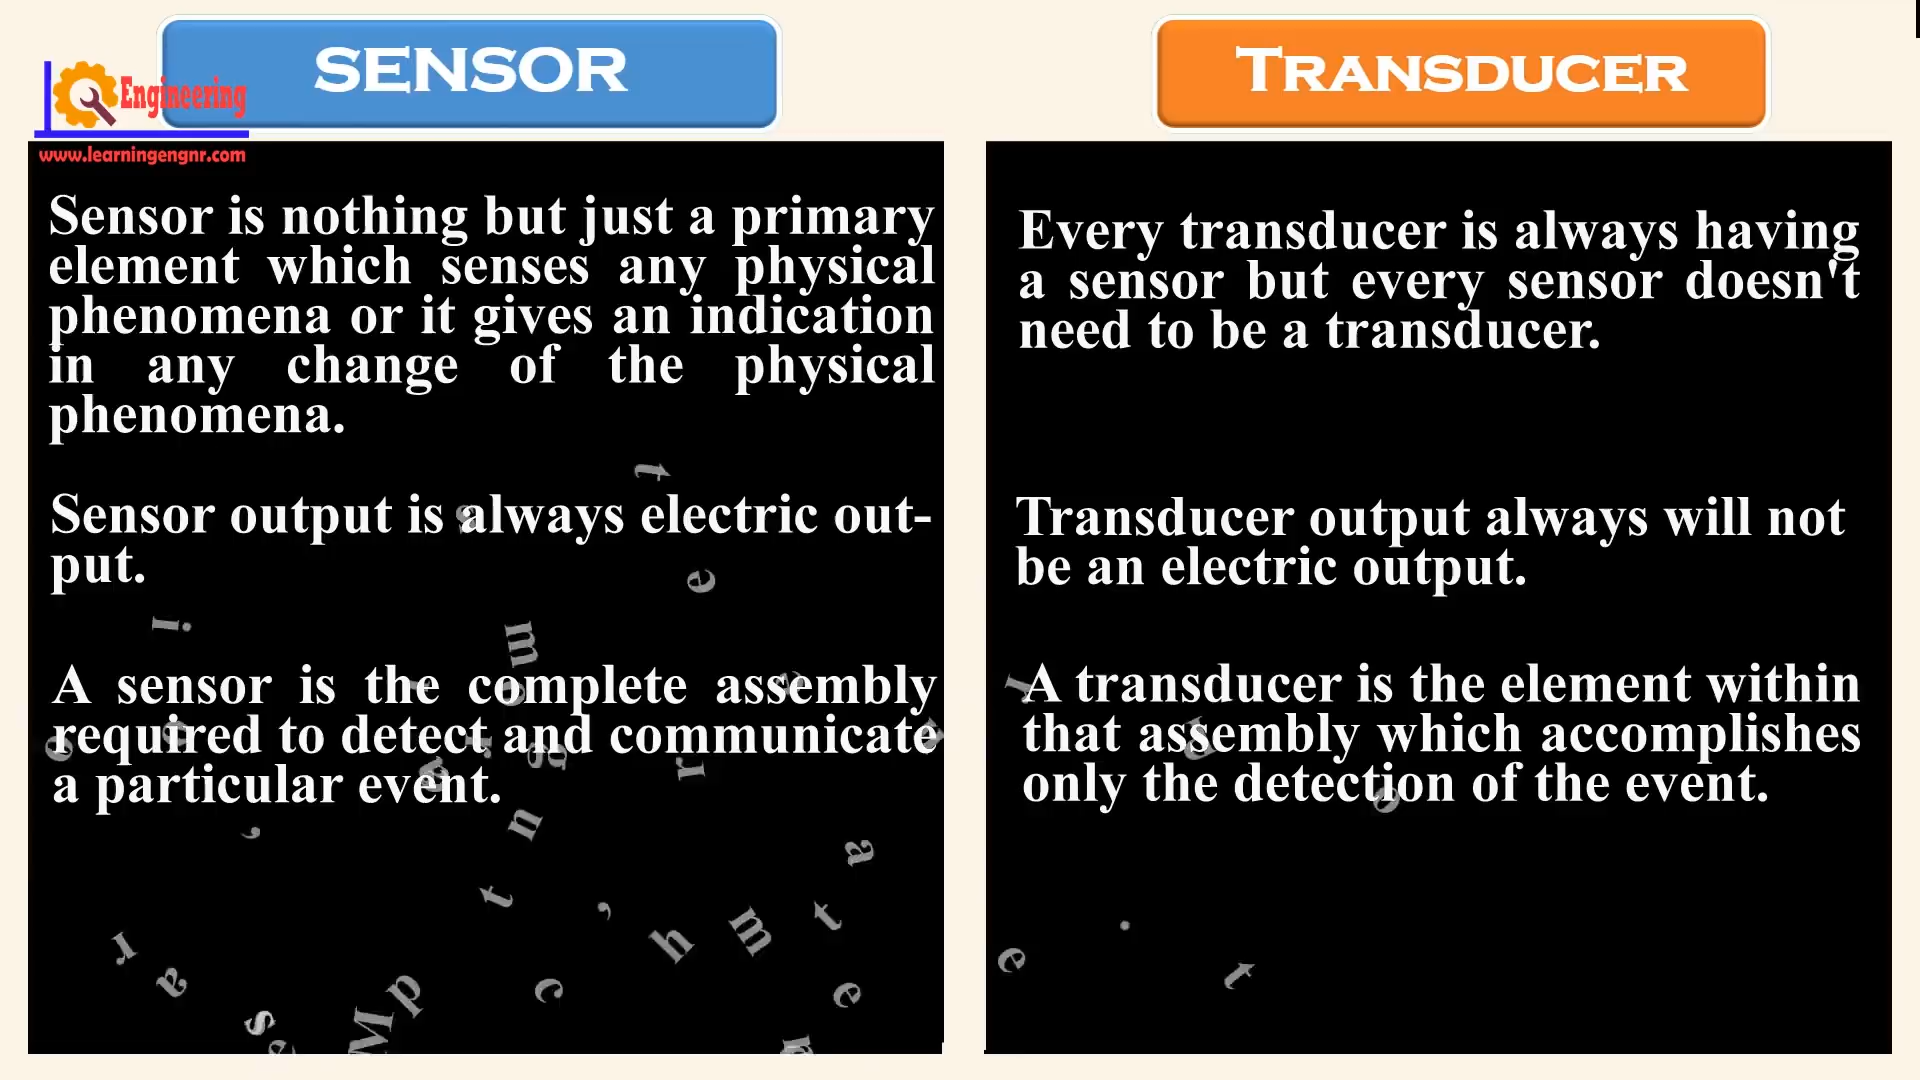 SENSOR
TRANSDUCER
Engineering
www.learningengnr.com
Sensor is nothing but just a primary
element which senses any physical
phenomena or it gives an indication
in any change of the physical
phenomena.
Sensor output is always electric out-
put.
A sensor is the complete assembly
required to detect and communicate
a particular event.
Every transducer is always having
a sensor but every sensor doesn't
need to be a transducer.
Transducer output always will not
be an electric output.
A transducer is the element within
that assembly which accomplishes
only the detection of the event.